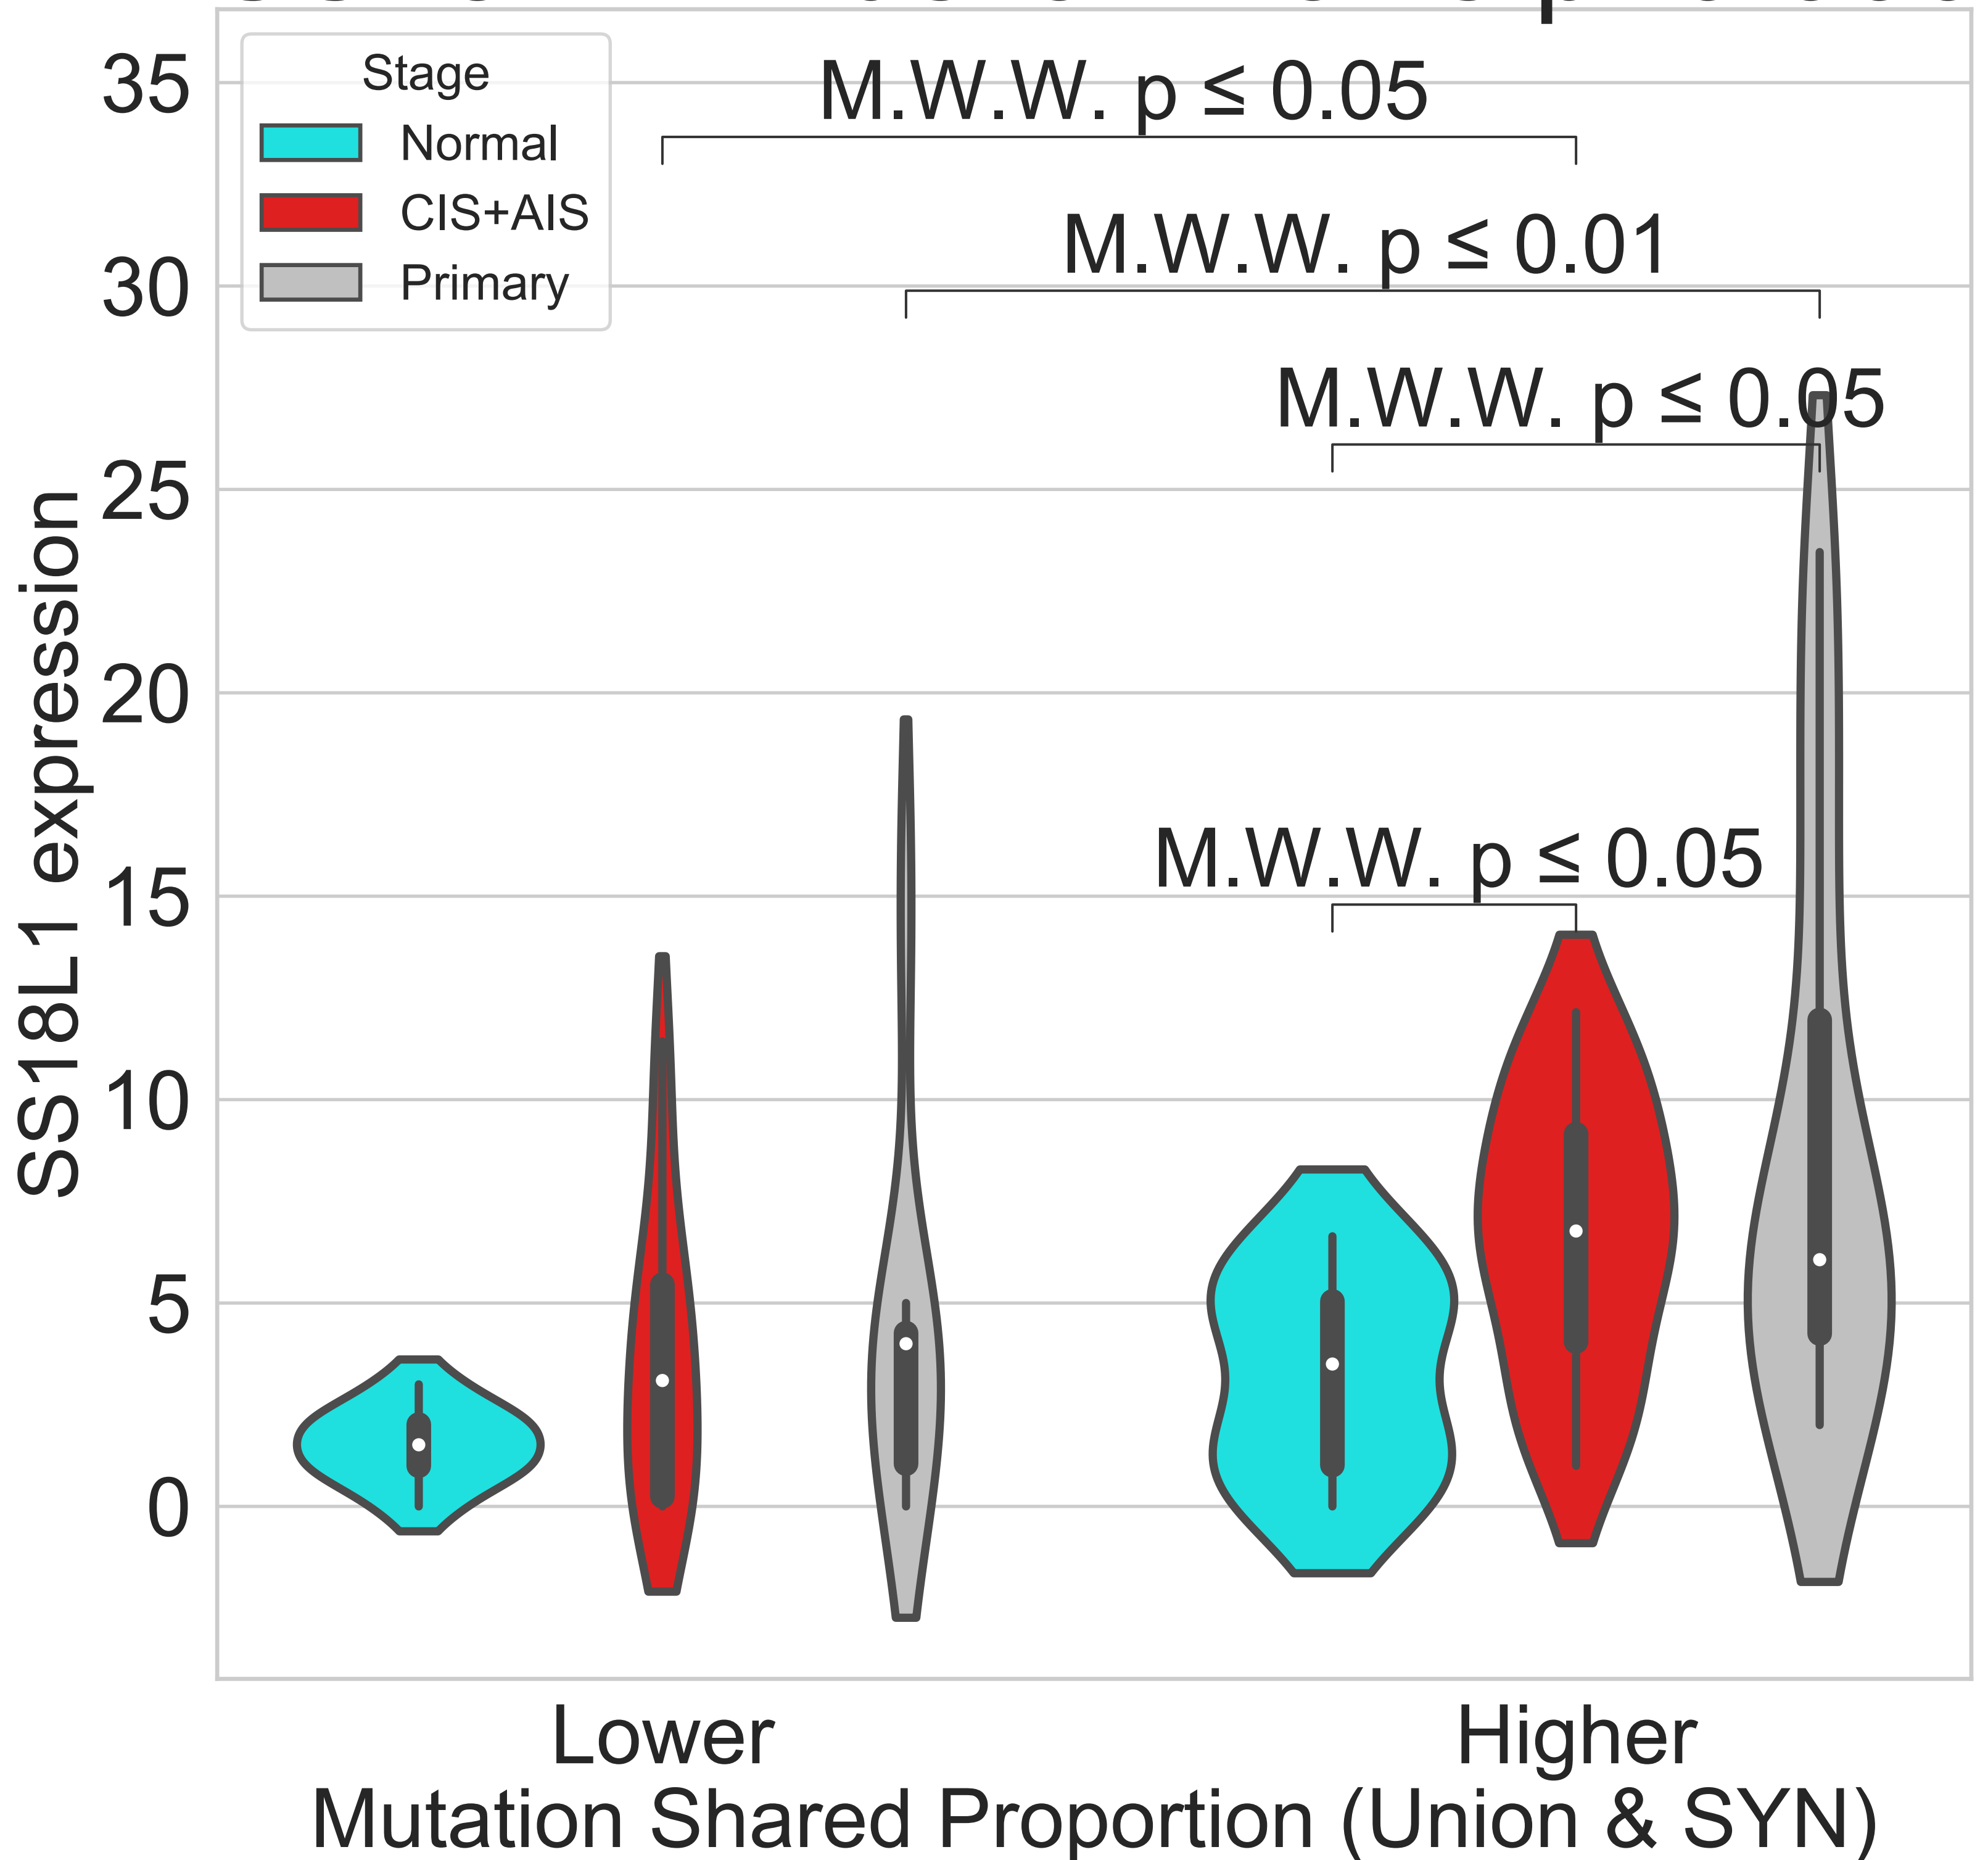 35
30
25
20
15
10
5
0
SS18L1 expression
Stage
Normal
CIS+AIS
Primary
M.W.W. p ≤ 0.05
M.W.W. p ≤ 0.01
M.W.W. p ≤ 0.05
M.W.W. p ≤ 0.05
Lower
Higher
Mutation Shared Proportion (Union & SYN)